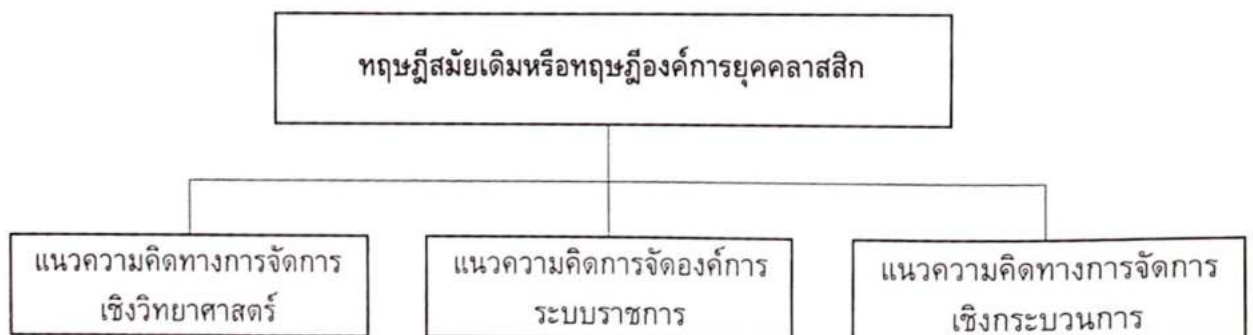 ทฤษฎีสมัยเดิมหรือทฤษฎีองค์การยุคคลาสสิก
แนวความคิดทางการจัดการ
เชิงวิทยาศาสตร์
แนวความคิดการจัดองค์การ
ระบบราชการ
แนวความคิดทางการจัดการ
เชิงกระบวนการ